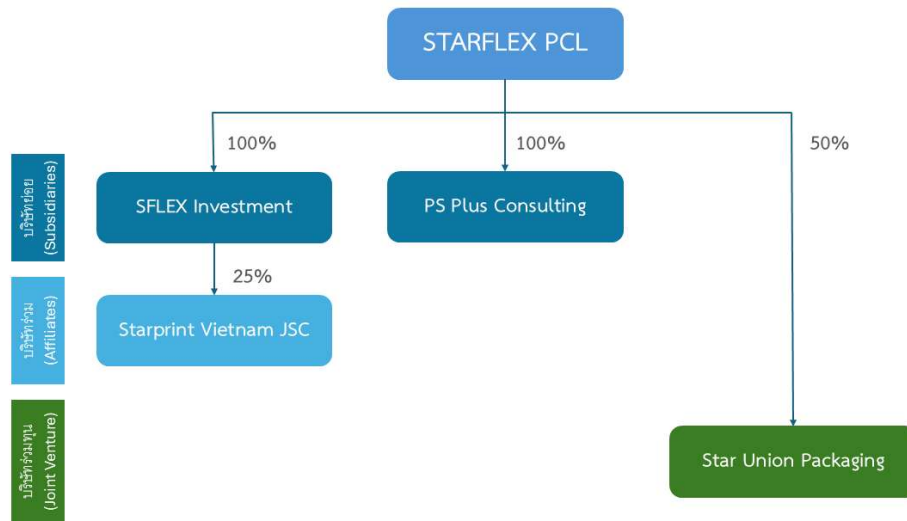 STARFLEX PCL
100%
100%
50%
บริษัทย่อย
(Subsidiaries)
SFLEX Investment
PS Plus Consulting
25%
บริษัทร่วม
(Affiliates)
Starprint Vietnam JSC
บริษัทร่วมทุน
(Joint Venture)
Star Union Packaging